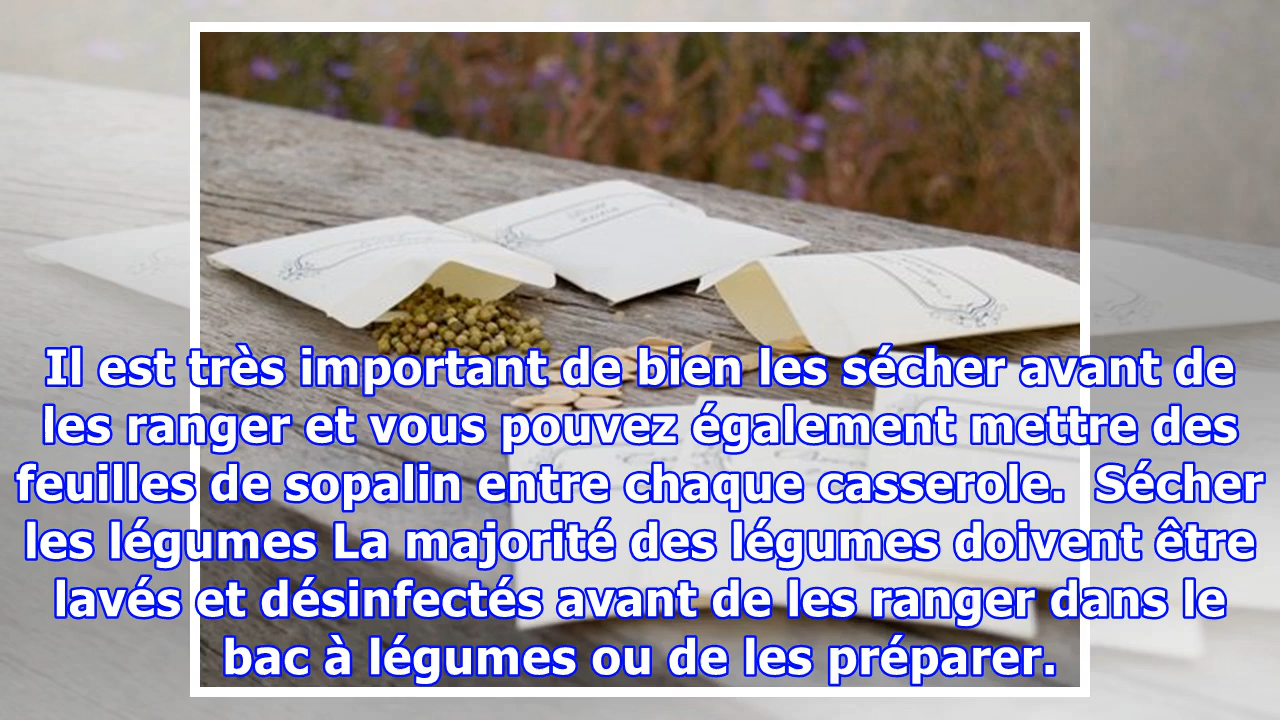 Il est très important de bien les sécher avant de
les ranger et vous pouvez également mettre des
feuilles de sopalin entre chaque casserole.  Sécher
les légumes La majorité des légumes doivent être
lavés et désinfectés avant de les ranger dans le
bac à légumes ou de les préparer.